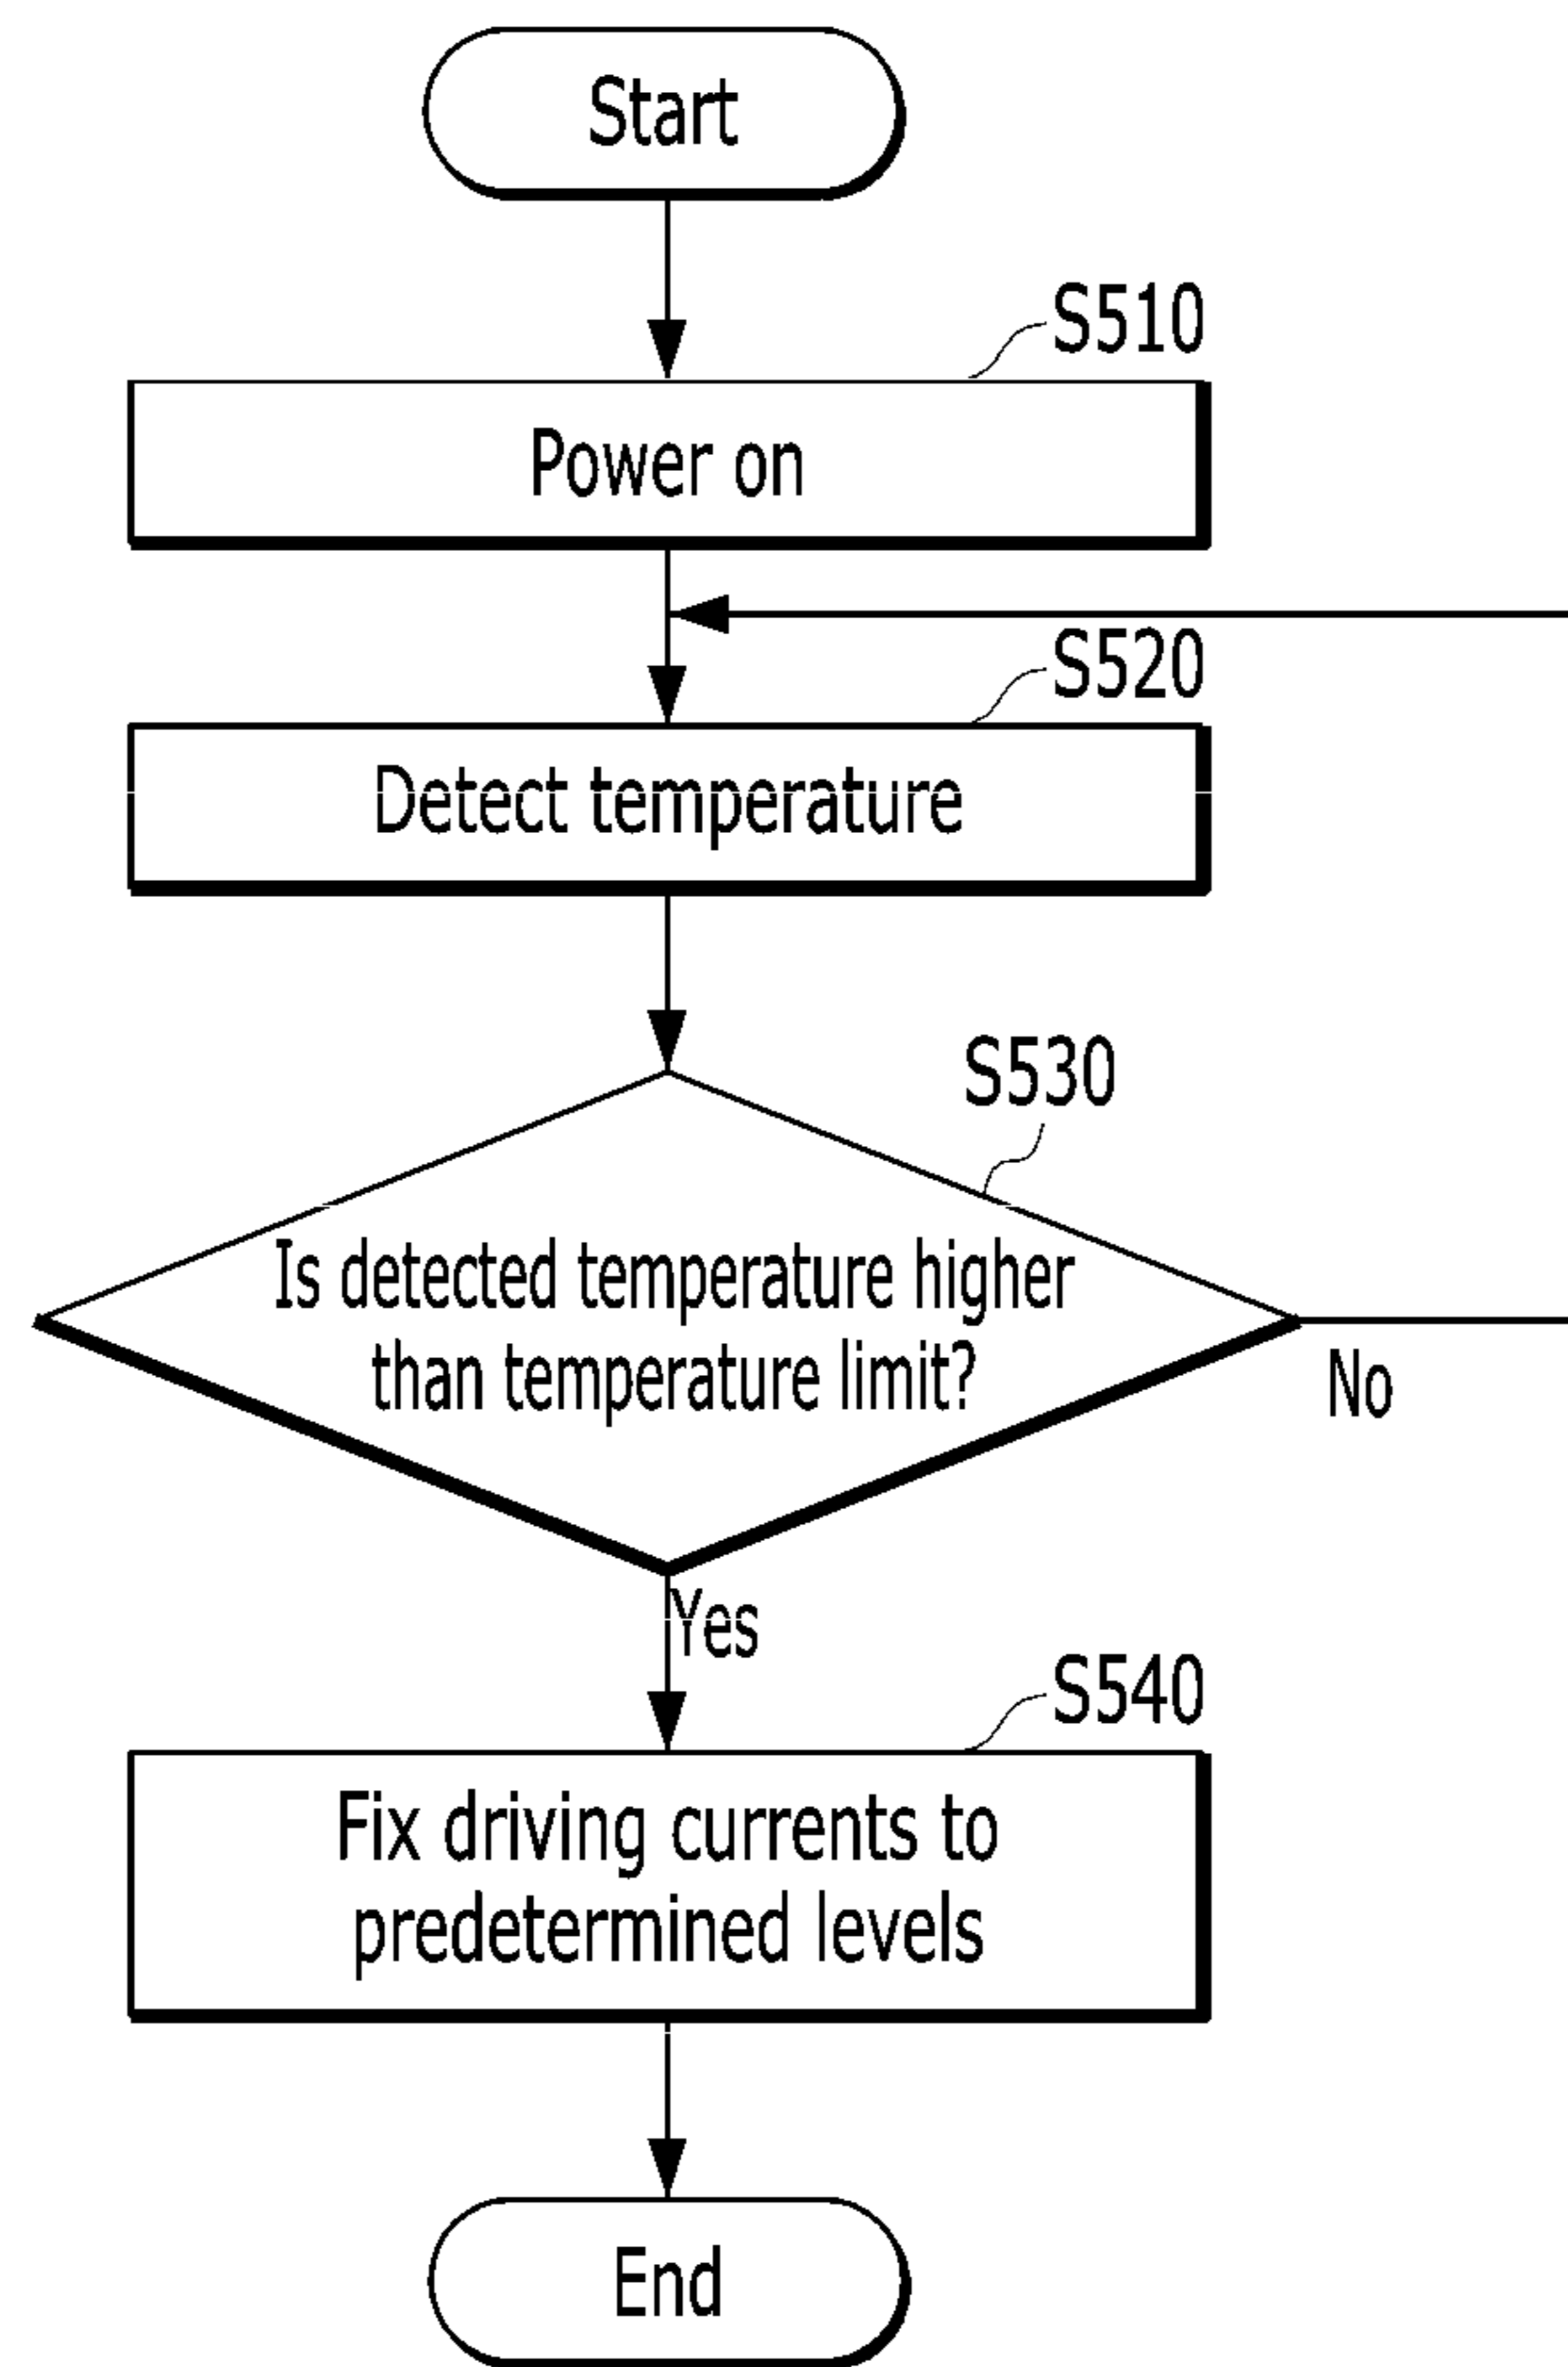 Start
S510
Power on
S520
Detect temperature
S530
Is detected temperature higher
than temperature limit?
No
Yes
S540
Fix driving currents to
predetermined levels
End